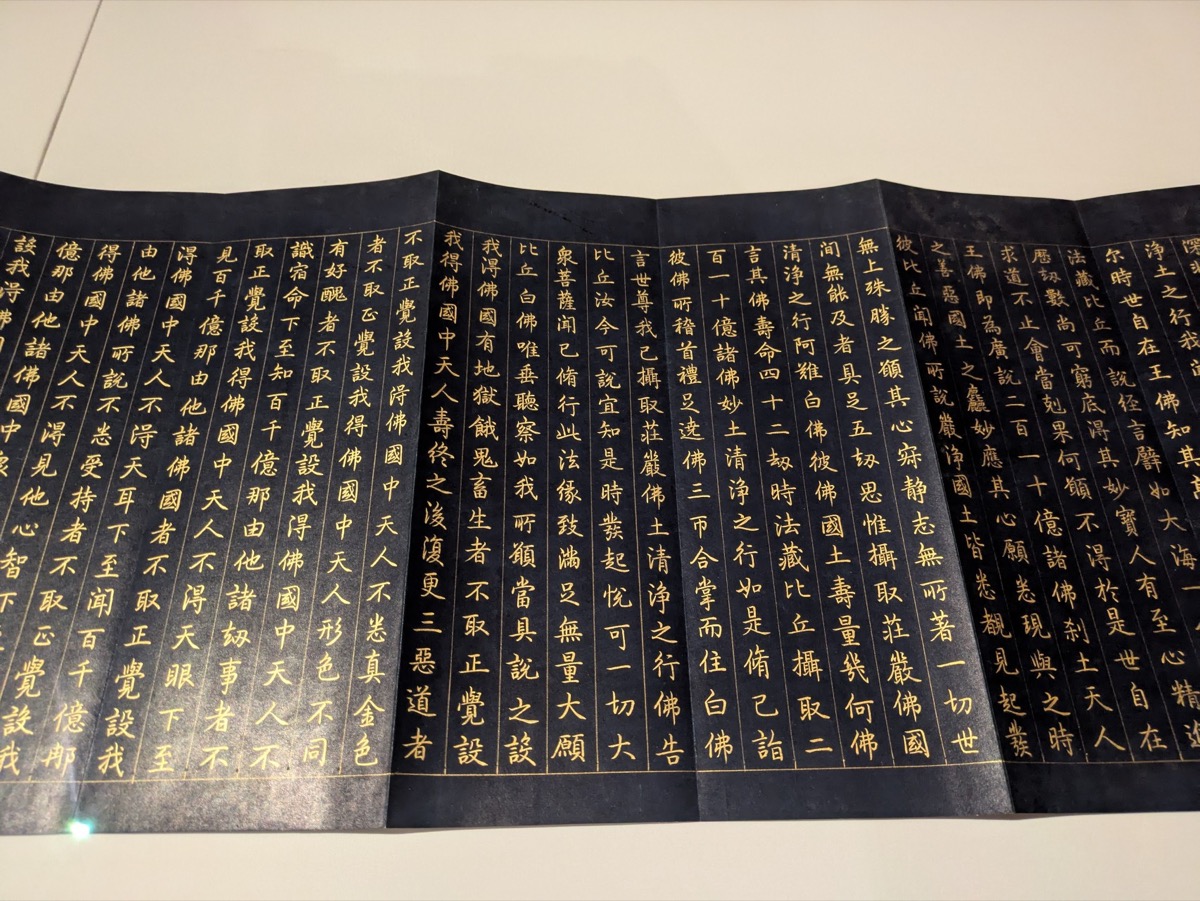 淨土之行我
尔時世自在王佛知其
法藏比丘而說經言譬如大海一
歷劫數尚可窮底得其妙寶人有至心精進
求道不止會當剋果何願不得於是世自在
王佛即為廣說二百一十億諸佛刹土天人
之善惡國土之麤妙應其心願悉現與之時
彼比丘聞佛所說嚴淨國土皆悉覩見起發
無上殊勝之願其心寂静志無所著一切世
間無能及者具足五劫思惟攝取莊嚴佛國
清淨之行阿難白佛彼佛國土壽量幾何佛
言其佛壽命四十二劫時法藏比丘攝取二
百一十億諸佛妙土清淨之行如是脩已詣
彼佛所稽首禮足遶佛三帀合掌而住白佛
言世尊我已攝取莊嚴佛土清淨之行佛告
比丘汝今可說宜知是時發起悅可一切大
衆菩薩聞已脩行此法緣致滿足無量大願
比丘白佛唯垂聽察如我所願當具說之設
我得佛國有地獄餓鬼畜生者不取正覺設
我得佛國中天人壽終之後復更三惡道者
不取正覺設我得佛國中天人不悉真金色
者不取正覺設我得佛國中天人形色不同
有好醜者不取正覺設我得佛國中天人不
識宿命下至知百千億那由他諸劫事者不
取正覺設我得佛國中天人不得天眼下至
見百千億那由他諸佛國者不取正覺設我
得佛國中天人不得天耳下至聞百千億那
由他諸佛所說不悉受持者不取正覺設我
得佛國中天人不得見他心智下
億那由他諸佛國中衆
設我得佛